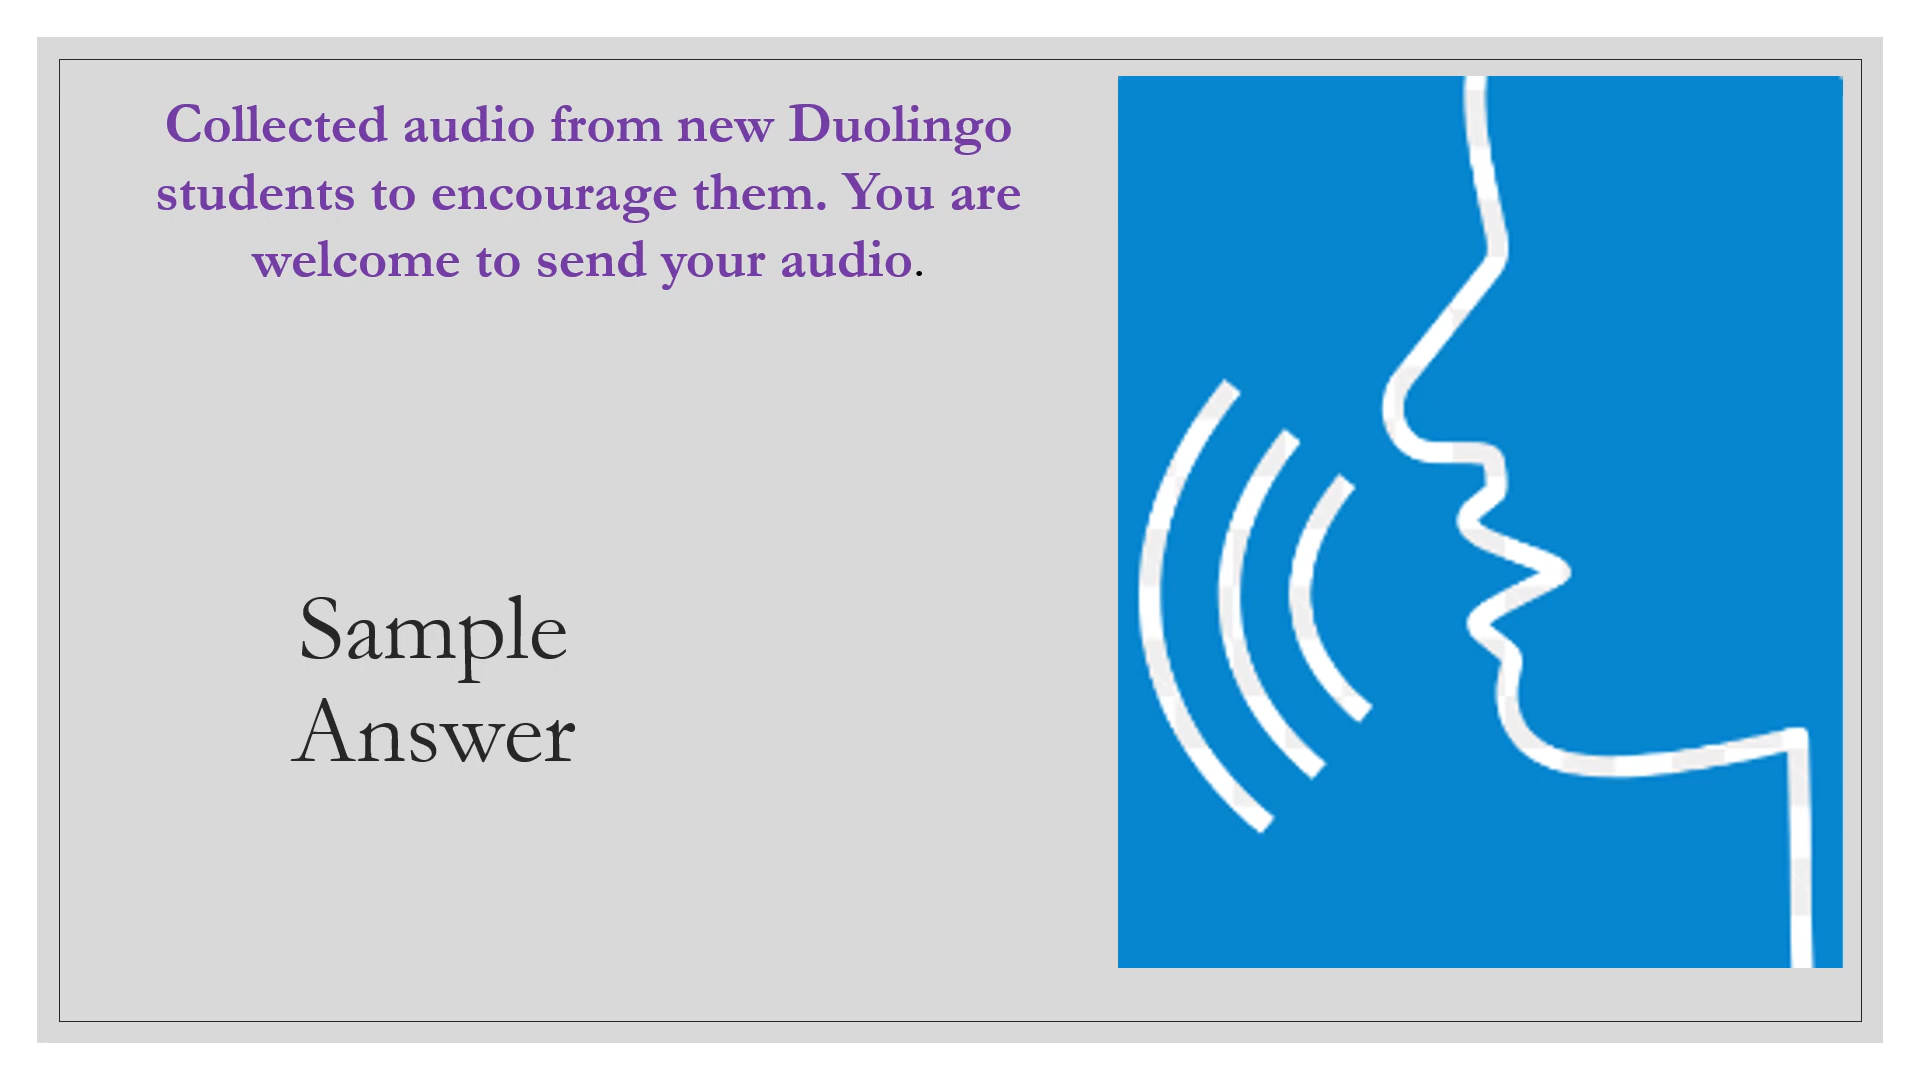 Collected audio from new Duolingo
students to encourage them. You are
welcome to send your audio.
Sample
Answer